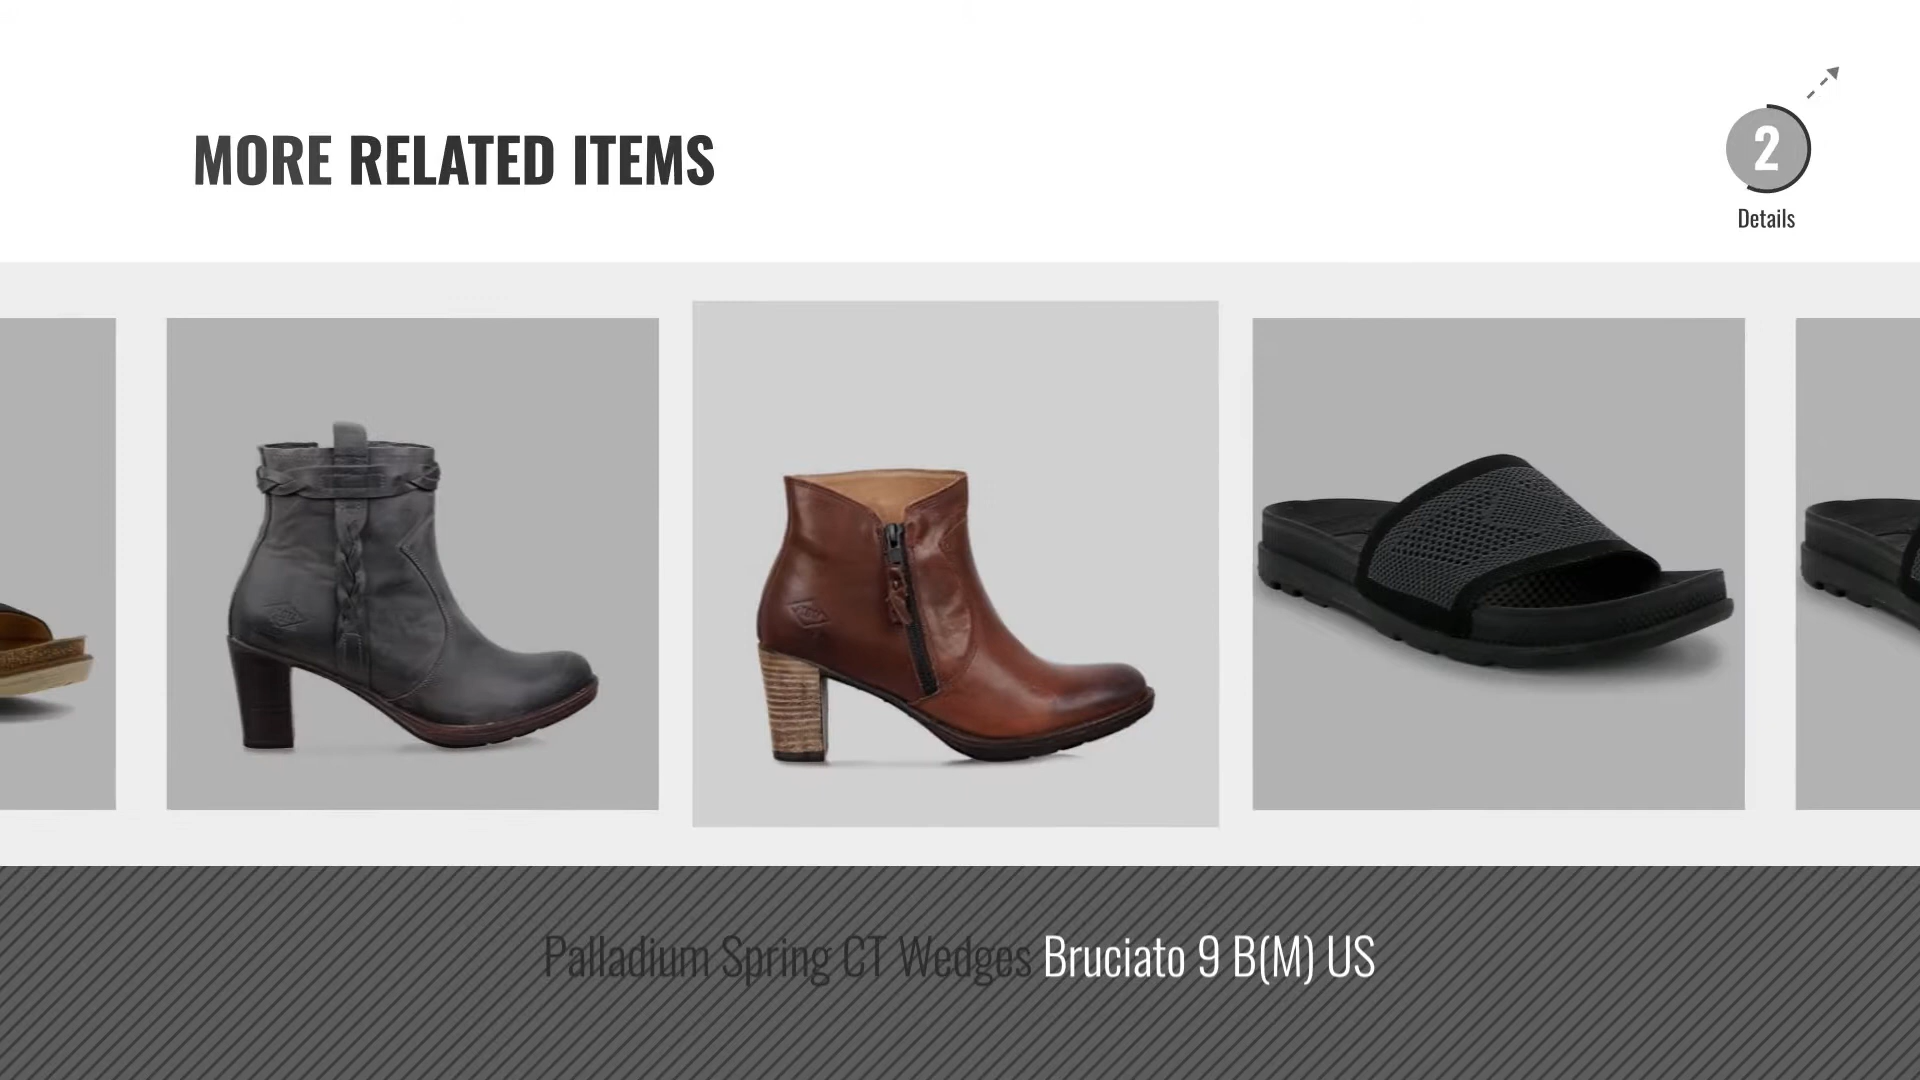 MORE RELATED ITEMS
2
Details
Palladium Spring CT Wedges Bruciato 9 B(M) US